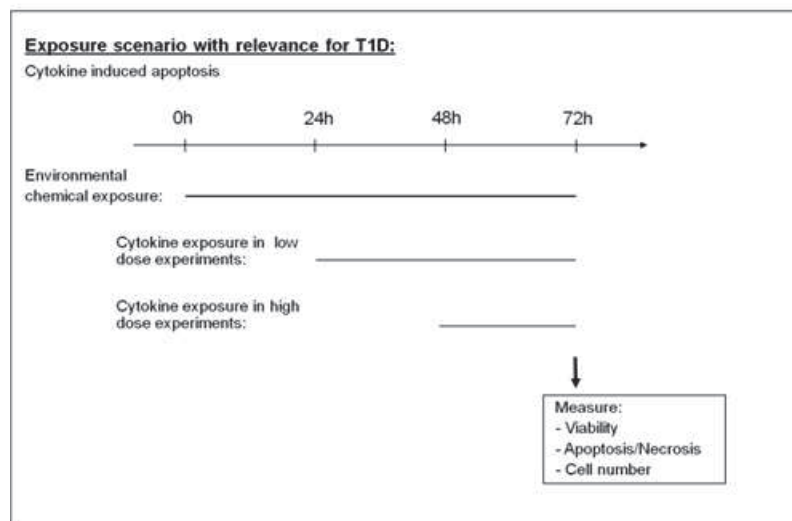 Exposure scenario with relevance for T1D:
Cytokine induced apoptosis
0h 24h 48h 72h
Environmental
chemical exposure:
Cytokine exposure in low
dose experiments:
Cytokine exposure in high
dose experiments:
Measure:
- Viability
- Apoptosis/Necrosis
- Cell number